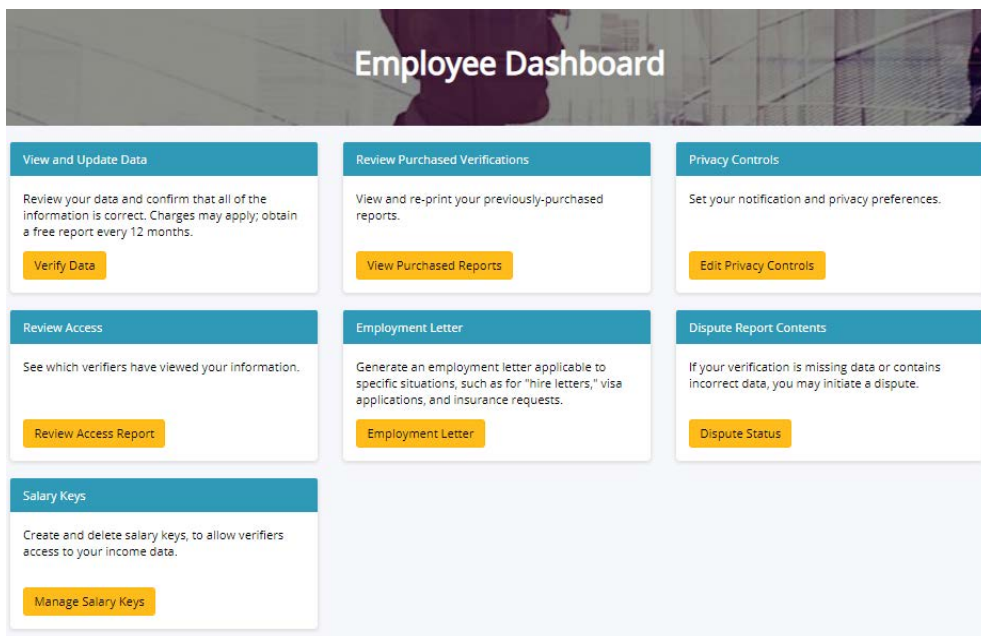 Employee Dashboard
View and Update Data
Review your data and confirm that all of the
information is correct. Charges may apply; obtain
a free report every 12 months.
Verify Data
Review Purchased Verifications
View and re-print your previously-purchased
reports.
View Purchased Reports
Privacy Controls
Set your notification and privacy preferences.
Edit Privacy Controls
Review Access
See which verifiers have viewed your information.
Review Access Report
Employment Letter
Generate an employment letter applicable to
specific situations, such as for "hire letters," visa
applications, and insurance requests.
Employment Letter
Dispute Report Contents
If your verification is missing data or contains
incorrect data, you may initiate a dispute.
Dispute Status
Salary Keys
Create and delete salary keys, to allow verifiers
access to your income data.
Manage Salary Keys